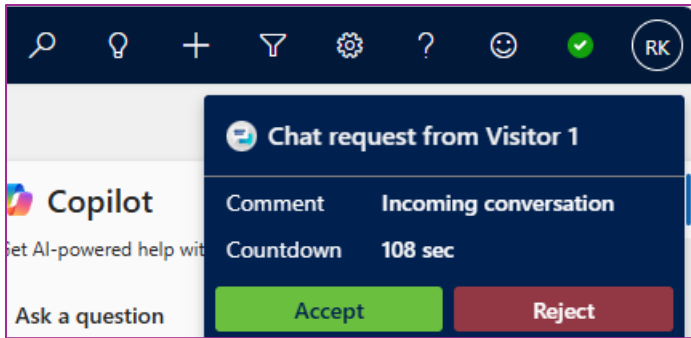 RK
Chat request from Visitor 1
Copilot
Comment Incoming conversation
Get AI-powered help wit
Countdown 108 sec
Ask a question
Accept Reject